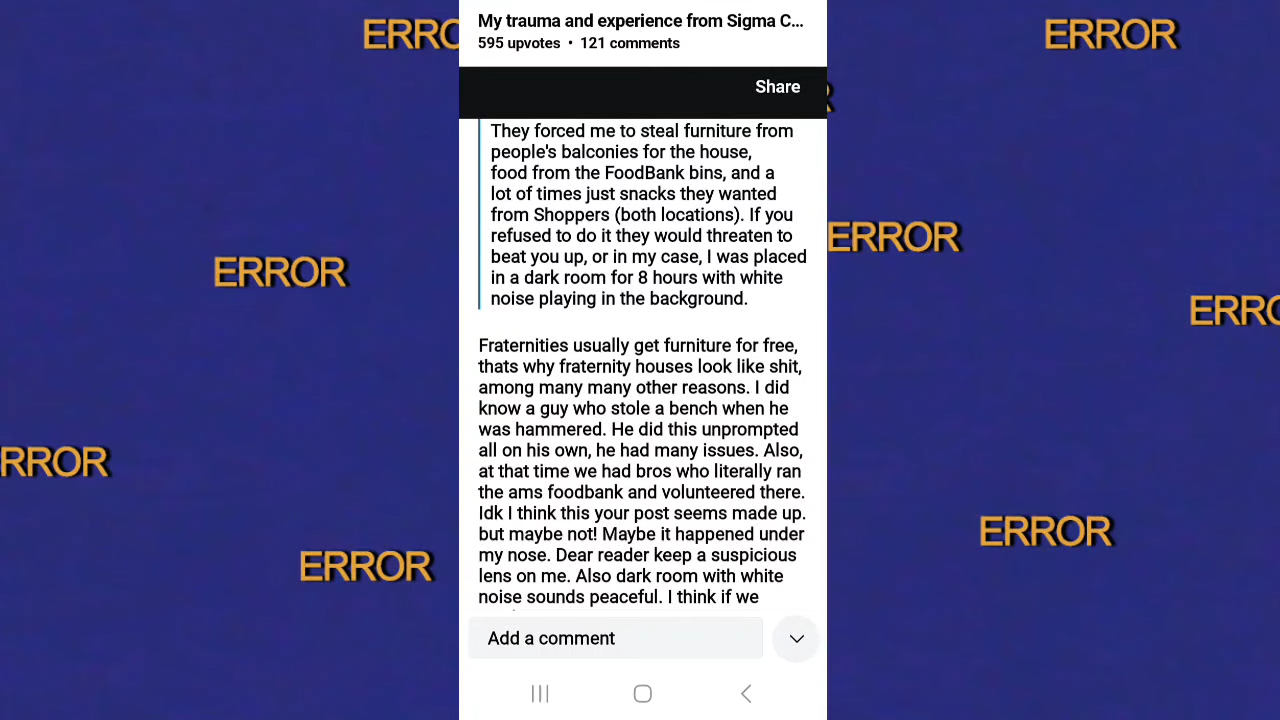 My trauma and experience from Sigma C...
595 upvotes • 121 comments
Share
They forced me to steal furniture from
people's balconies for the house,
food from the FoodBank bins, and a
lot of times just snacks they wanted
from Shoppers (both locations). If you
refused to do it they would threaten to
beat you up, or in my case, I was placed
in a dark room for 8 hours with white
noise playing in the background.
Fraternities usually get furniture for free,
thats why fraternity houses look like shit,
among many many other reasons. I did
know a guy who stole a bench when he
was hammered. He did this unprompted
all on his own, he had many issues. Also,
at that time we had bros who literally ran
the ams foodbank and volunteered there.
Idk I think this your post seems made up.
but maybe not! Maybe it happened under
my nose. Dear reader keep a suspicious
lens on me. Also dark room with white
noise sounds peaceful. I think if we
Add a comment
ERRO
ERROR
ERROR
ERROR
ERRO
RROR
ERROR
ERROR